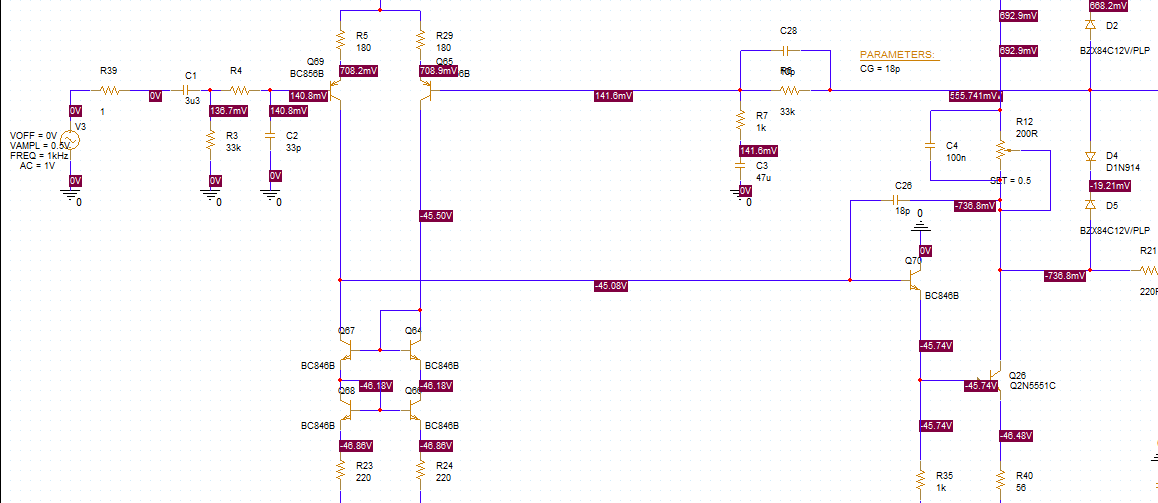 668.2mV
692.9mV
D2
R5
180
R29
180
C28
692.9mV
BZX84C12V/PLP
PARAMETERS:
CG = 18p
Q69
BC856B
708.2mV
708.9mV
R39
1
0V
C1
3u3
R4
140.8mV
141.6mV
33k
555.741mV
0V
V3
136.7mV
140.8mV
R3
33k
C2
33p
R7
1k
R12
200R
VOFF = 0V
VAMPL = 0.5V
FREQ = 1kHz
AC = 1V
141.6mV
C3
47u
C4
100n
D4
D1N914
0V
0V
0V
0V
SET = 0.5
-19.21mV
0
0
0
0
C26
18p
-736.8mV
D5
BZX84C12V/PLP
-45.50V
0
0V
Q70
R21
-45.08V
-736.8mV
BC846B
Q67
Q64
-45.74V
BC846B
BC846B
-46.18V
-46.18V
-45.74V
Q26
Q2N5551C
Q68
BC846B
BC846B
-45.74V
-46.48V
-46.86V
-46.86V
R23
220
R24
220
R35
1k
R40
56